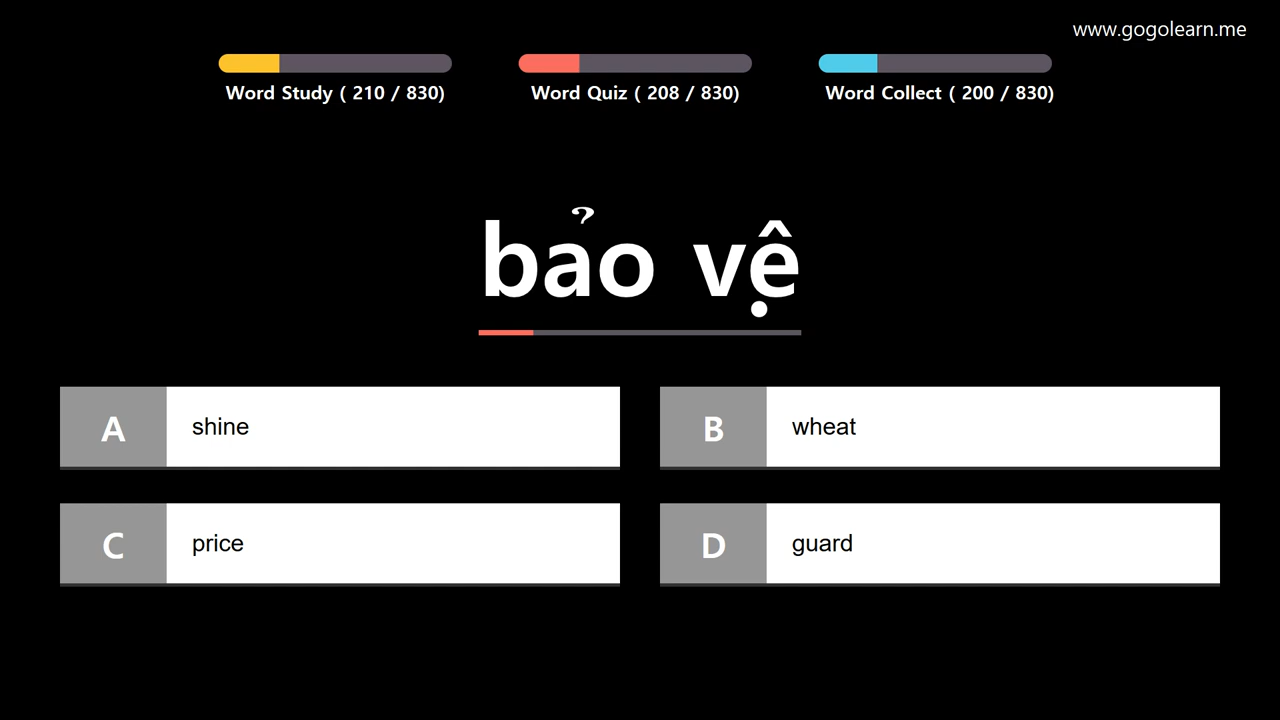 www.gogolearn.me
Word Study ( 210 / 830)
Word Quiz ( 208 / 830)
Word Collect ( 200 / 830)
bảo vệ
A shine
B wheat
C price
D guard